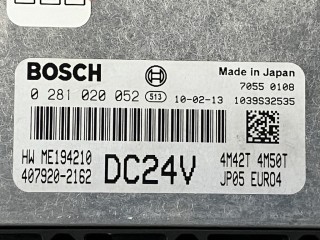 BOSCH
Made in Japan
7055 0108
0 281 020 052 513 10-02-13 1039S32535
HW ME194210
407920-2162
DC24V
4M42T 4M50T
JP05 EURO4